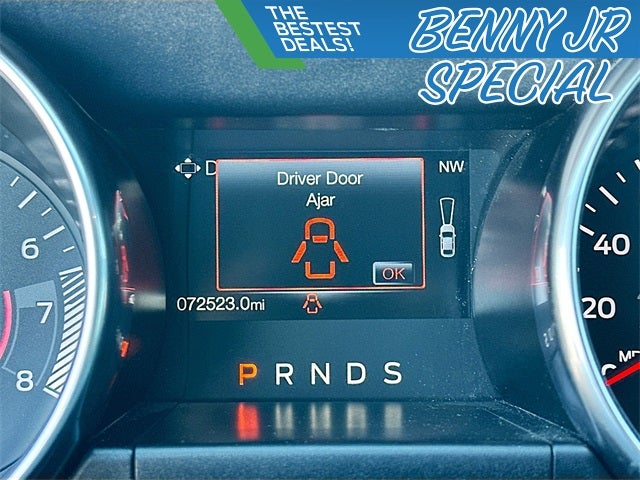 THE
BESTEST
DEALS!
BENNY JR
SPECIAL
D
NW
Driver Door
Ajar
OK
072523.0mi
P R N D S
6
7
8
40
20